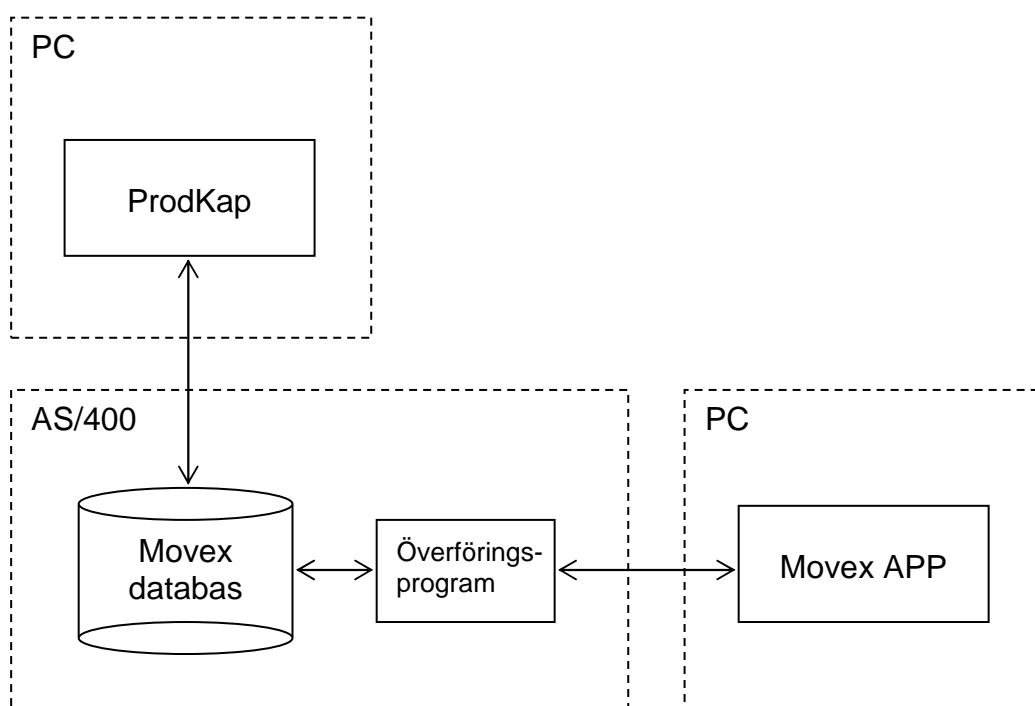 PC
ProdKap
AS/400
Movex
databas
Överförings-
program
PC
Movex APP